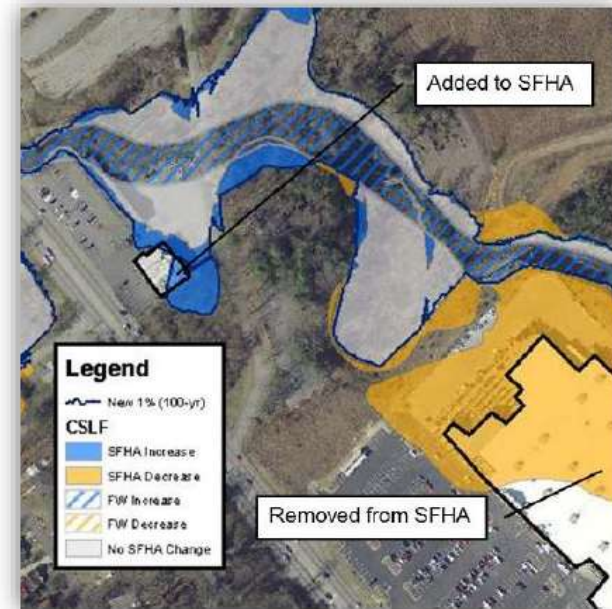 Added to SFHA
Legend
New 1% (100-yr)
CSLF
SFHA Increase
SFHA Decrease
FW Increase
FW Decrease
No SFHA Change
Removed from SFHA